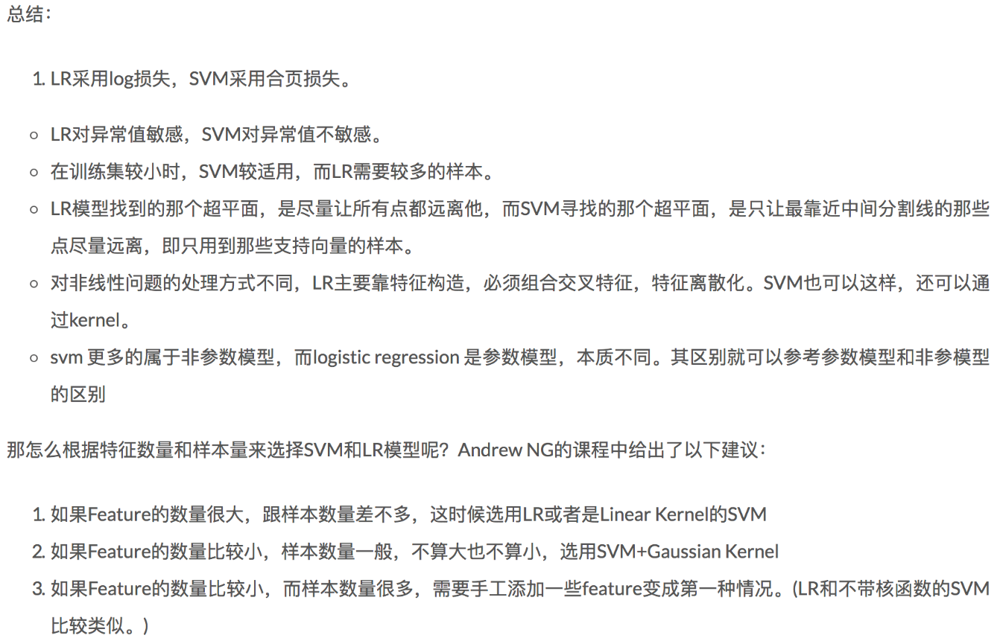 总结：
1. LR采用log损失，SVM采用合页损失。
LR对异常值敏感，SVM对异常值不敏感。
在训练集较小时，SVM较适用，而LR需要较多的样本。
LR模型找到的那个超平面，是尽量让所有点都远离他，而SVM寻找的那个超平面，是只让最靠近中间分割线的那些
点尽量远离，即只用到那些支持向量的样本。
对非线性问题的处理方式不同，LR主要靠特征构造，必须组合交叉特征，特征离散化。SVM也可以这样，还可以通
过kernel。
svm 更多的属于非参数模型，而logistic regression 是参数模型，本质不同。其区别就可以参考参数模型和非参模型
的区别
那怎么根据特征数量和样本量来选择SVM和LR模型呢？Andrew NG的课程中给出了以下建议：
1. 如果Feature的数量很大，跟样本数量差不多，这时候选用LR或者是Linear Kernel的SVM
2. 如果Feature的数量比较小，样本数量一般，不算大也不算小，选用SVM+Gaussian Kernel
3. 如果Feature的数量比较小，而样本数量很多，需要手工添加一些feature变成第一种情况。(LR和不带核函数的SVM
比较类似。)